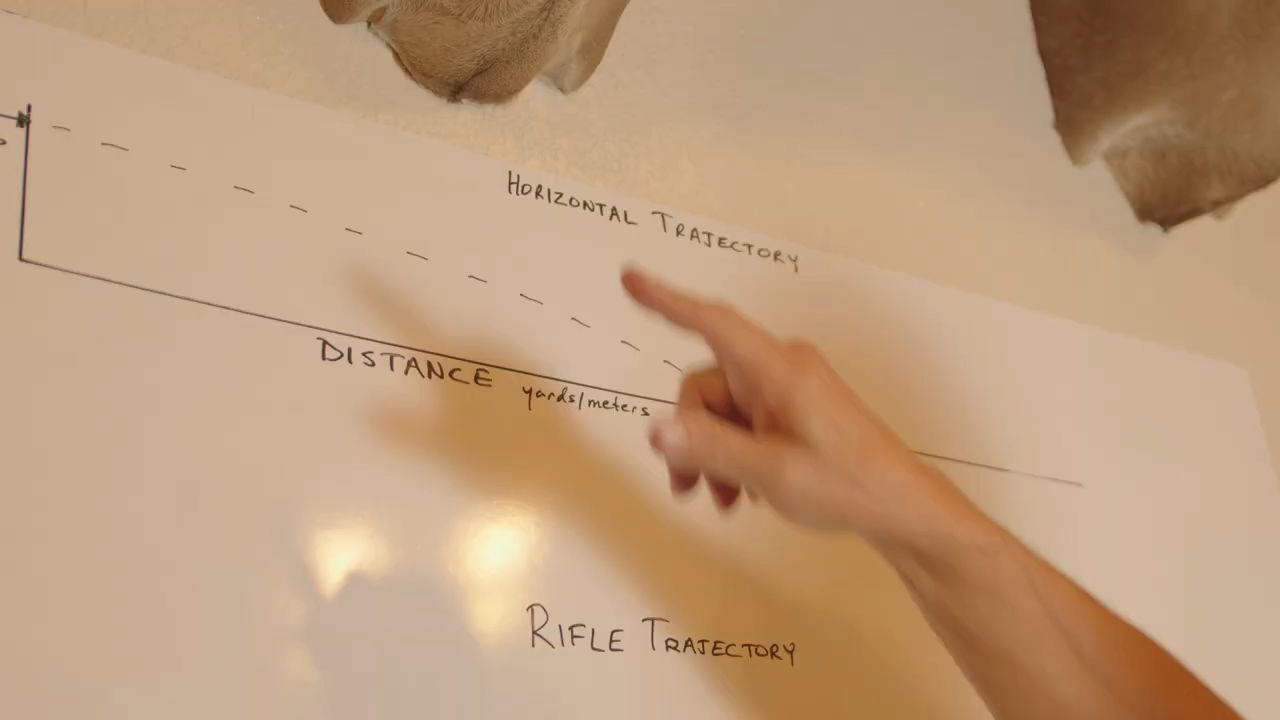 HORIZONTAL TRAJECTORY
DISTANCE yards/meters
RIFLE TRAJECTORY